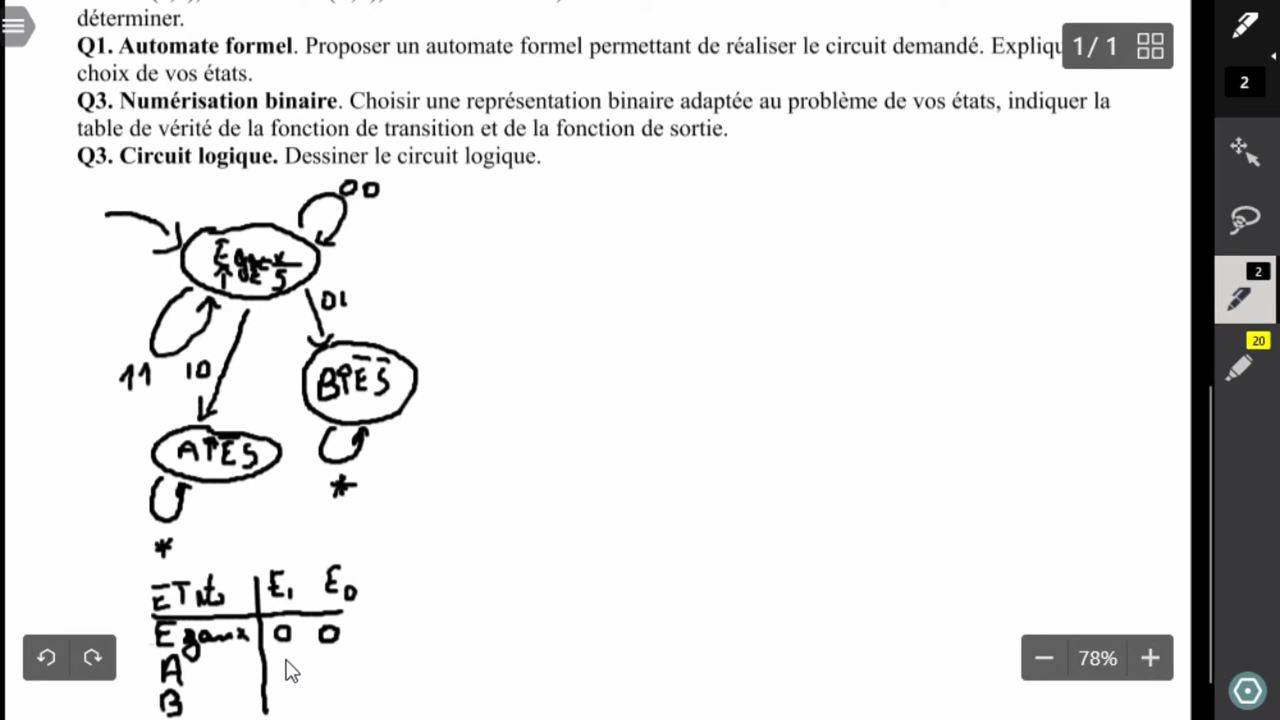 déterminer.
Q1. Automate formel. Proposer un automate formel permettant de réaliser le circuit demandé. Expliqu
1/1
choix de vos états.
Q3. Numérisation binaire. Choisir une représentation binaire adaptée au problème de vos états, indiquer la
2
table de vérité de la fonction de transition et de la fonction de sortie.
Q3. Circuit logique. Dessiner le circuit logique.
00
Egaux
01
2
20
11 10
*
*
E1 E0
Egaux 0 0
A
B
78%